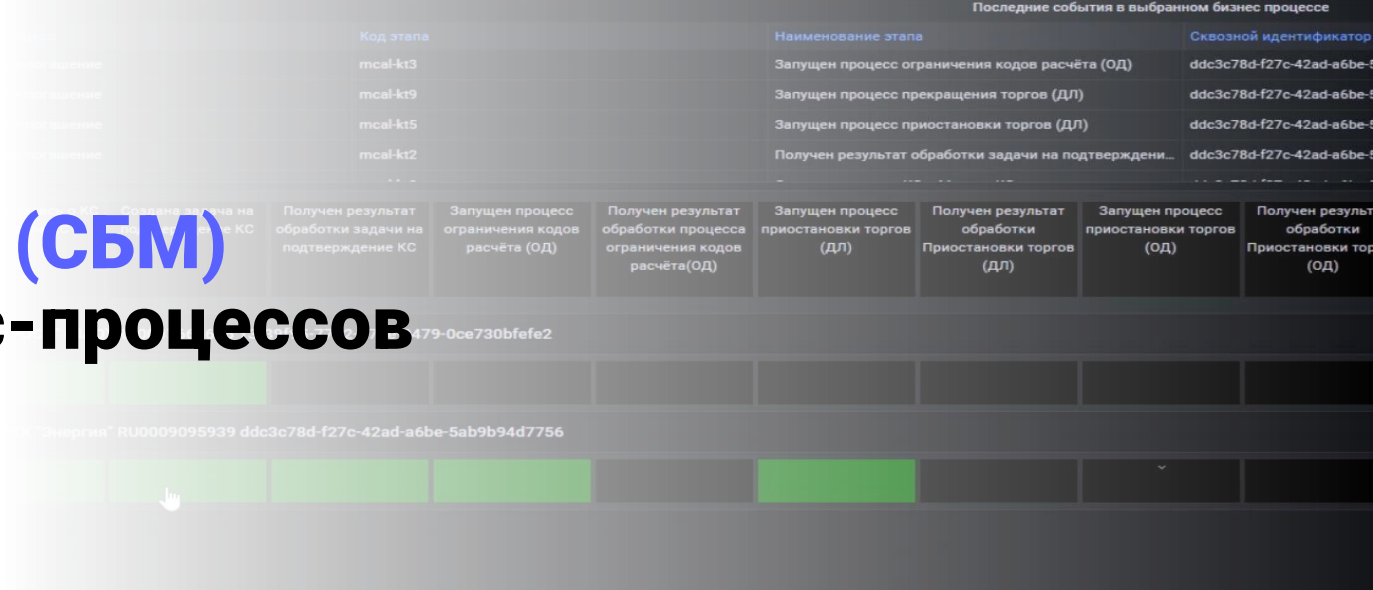 Последние события в выбранном бизнес процессе
Код этапа Наименование этапа Сквозной идентификатор
mcal-kt3 Запущен процесс ограничения кодов расчёта (ОД) ddc3c78d-f27c-42ad-a6be-5
mcal-kt9 Запущен процесс прекращения торгов (ДЛ) ddc3c78d-f27c-42ad-a6be-5
mcal-kt5 Запущен процесс приостановки торгов (ДЛ) ddc3c78d-f27c-42ad-a6be-5
mcal-kt2 Получен результат обработки задачи на подтверждени... ddc3c78d-f27c-42ad-a6be-5
Создана задача на Получен результат Запущен процесс Получен результат Запущен процесс Получен результат Запущен процесс Получен результ
КС обработки задачи на ограничения кодов обработки процесса приостановки торгов обработки приостановки торгов обработки
подтверждение КС расчёта (ОД) ограничения кодов (ДЛ) Приостановки торгов (ОД) Приостановки тор
расчёта(ОД) (ДЛ) (ОД)
(СБМ)
с-процессов
479-0ce730bfefe2
"Энергия" RU0009095939 ddc3c78d-f27c-42ad-a6be-5ab9b94d7756